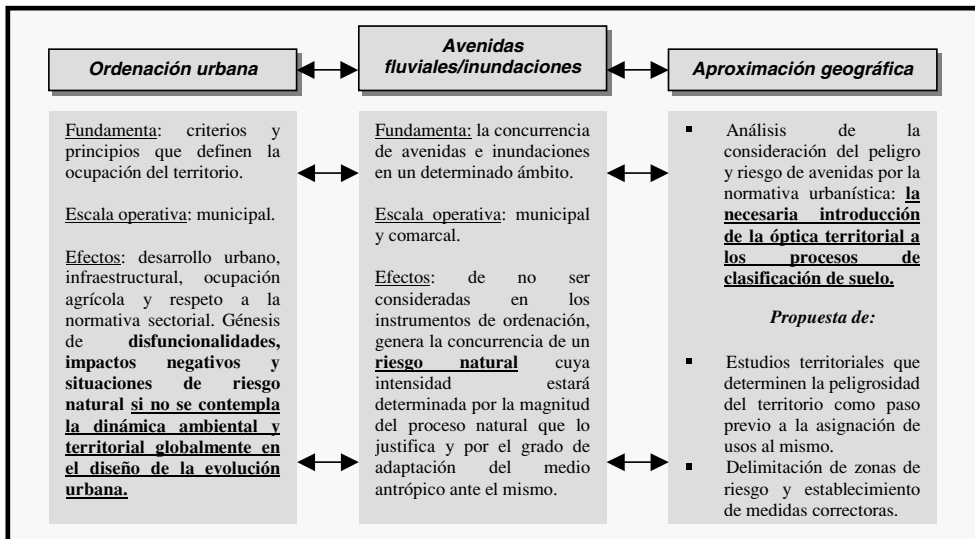 Ordenación urbana
Avenidas
fluviales/inundaciones
Aproximación geográfica
Fundamenta: criterios y
principios que definen la
ocupación del territorio.
Escala operativa: municipal.
Efectos: desarrollo urbano,
infraestructural, ocupación
agrícola y respeto a la
normativa sectorial. Génesis
de disfuncionalidades,
impactos negativos y
situaciones de riesgo
natural si no se contempla
la dinámica ambiental y
territorial globalmente en
el diseño de la evolución
urbana.
Fundamenta: la concurrencia
de avenidas e inundaciones
en un determinado ámbito.
Escala operativa: municipal
y comarcal.
Efectos: de no ser
consideradas en los
instrumentos de ordenación,
genera la concurrencia de un
riesgo natural cuya
intensidad estará
determinada por la magnitud
del proceso natural que lo
justifica y por el grado de
adaptación del medio
antrópico ante el mismo.
▪ Análisis de la
consideración del peligro
y riesgo de avenidas por la
normativa urbanística: la
necesaria introducción
de la óptica territorial a
los procesos de
clasificación de suelo.
Propuesta de:
▪ Estudios territoriales que
determinen la peligrosidad
del territorio como paso
previo a la asignación de
usos al mismo.
▪ Delimitación de zonas de
riesgo y establecimiento
de medidas correctoras.